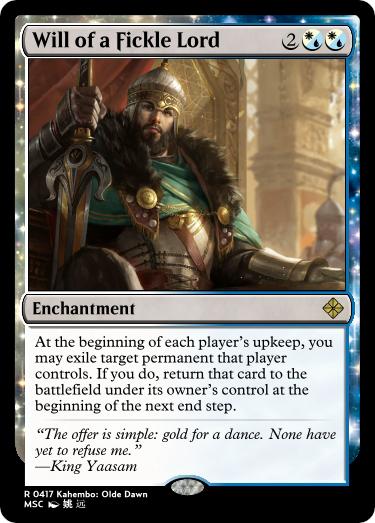 Will of a Fickle Lord 2
Enchantment
At the beginning of each player's upkeep, you
may exile target permanent that player
controls. If you do, return that card to the
battlefield under its owner's control at the
beginning of the next end step.
"The offer is simple: gold for a dance. None have
yet to refuse me."
—King Yaasam
R 0417 Kahembo: Olde Dawn
MSC 姚远